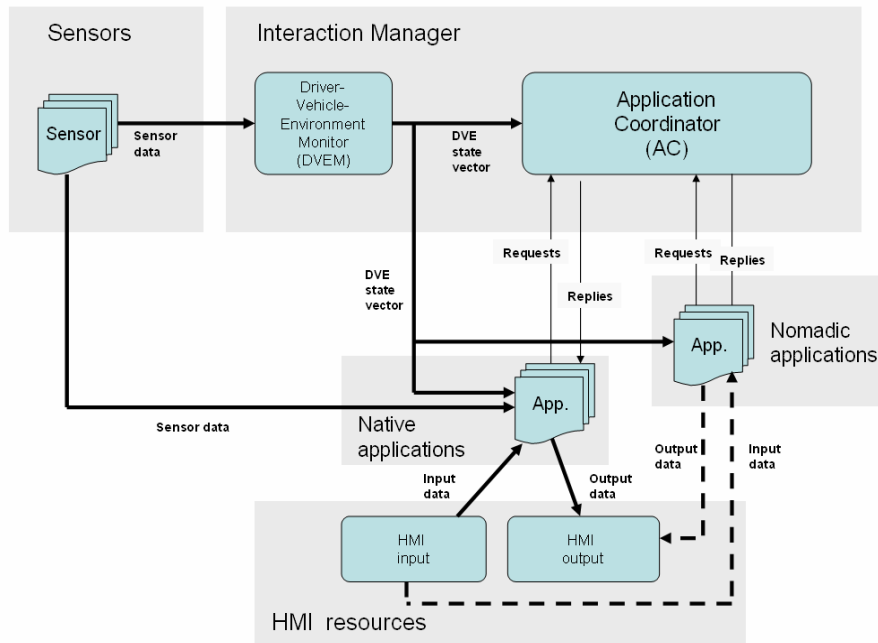 Sensors
Interaction Manager
Sensor
Sensor
data
Driver-
Vehicle-
Environment
Monitor
(DVEM)
DVE
state
vector
Application
Coordinator
(AC)
Requests
Replies
Requests
Replies
DVE
state
vector
App.
Nomadic
applications
App.
Native
applications
Sensor data
Input
data
Output
data
Output
data
Input
data
HMI
input
HMI
output
HMI resources